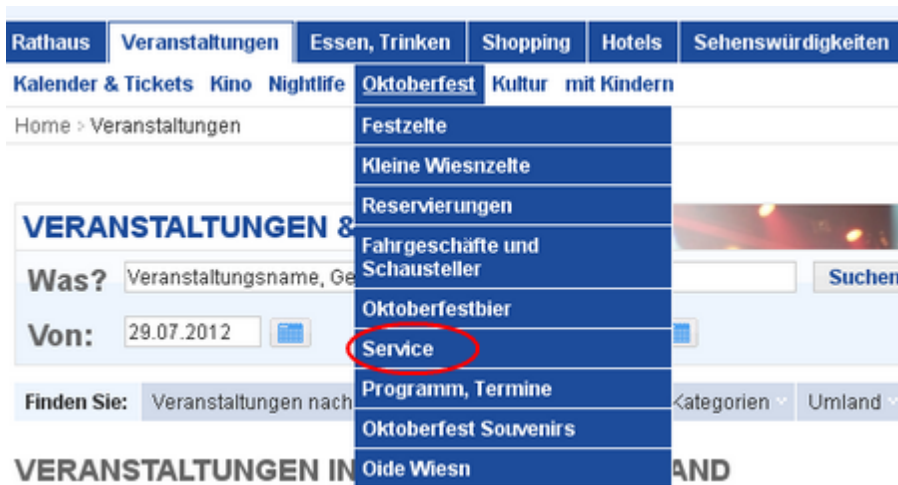 Rathaus Veranstaltungen Essen, Trinken Shopping Hotels Sehenswürdigkeiten
Kalender & Tickets Kino Nightlife Oktoberfest Kultur mit Kindern
Home > Veranstaltungen
Festzelte
Kleine Wiesnzelte
Reservierungen
Fahrgeschäfte und
Schausteller
Oktoberfestbier
Service
Programm, Termine
Oktoberfest Souvenirs
Oide Wiesn
VERANSTALTUNGEN &
Was? Veranstaltungsname, Ge Suchen
Von: 29.07.2012
Finden Sie: Veranstaltungen nach Kategorien Umland
VERANSTALTUNGEN IN AND